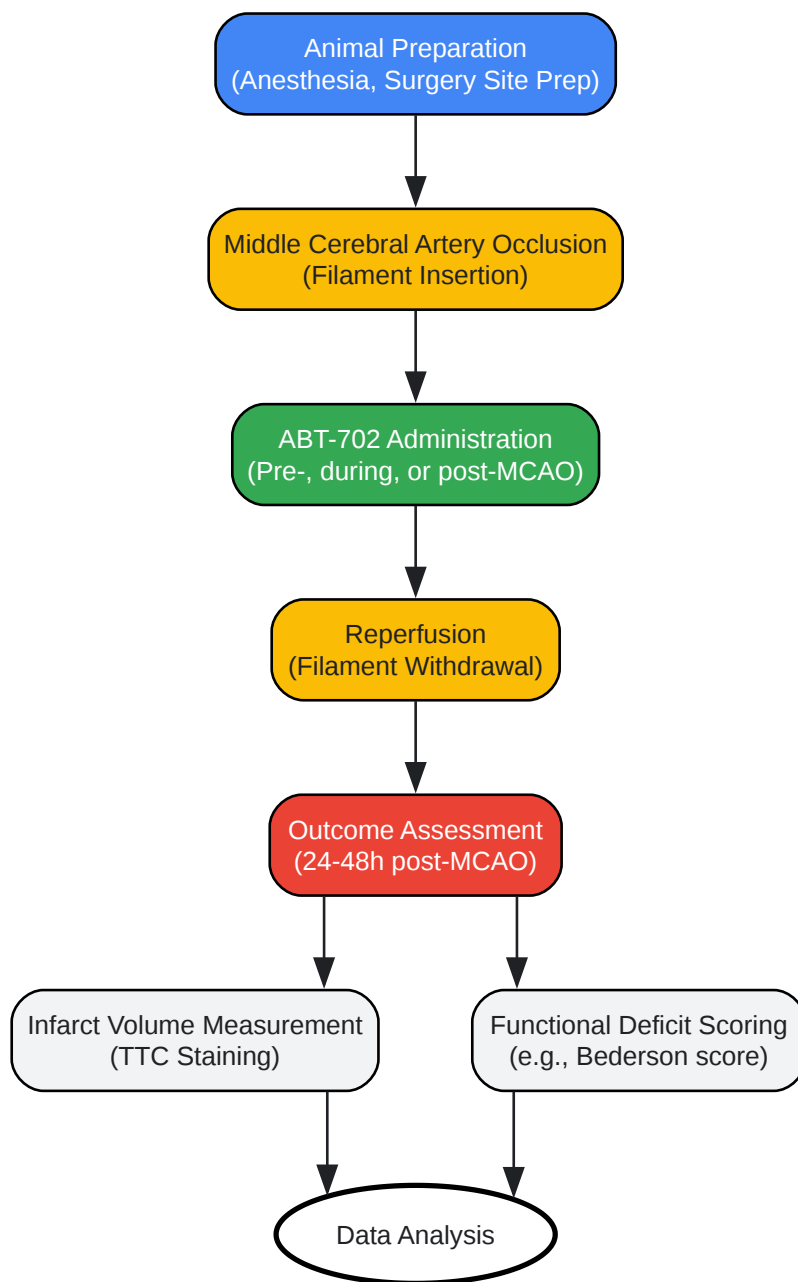 Animal Preparation
(Anesthesia, Surgery Site Prep)
Middle Cerebral Artery Occlusion
(Filament Insertion)
ABT-702 Administration
(Pre-, during, or post-MCAO)
Reperfusion
(Filament Withdrawal)
Outcome Assessment
(24-48h post-MCAO)
Infarct Volume Measurement
(TTC Staining)
Functional Deficit Scoring
(e.g., Bederson score)
Data Analysis